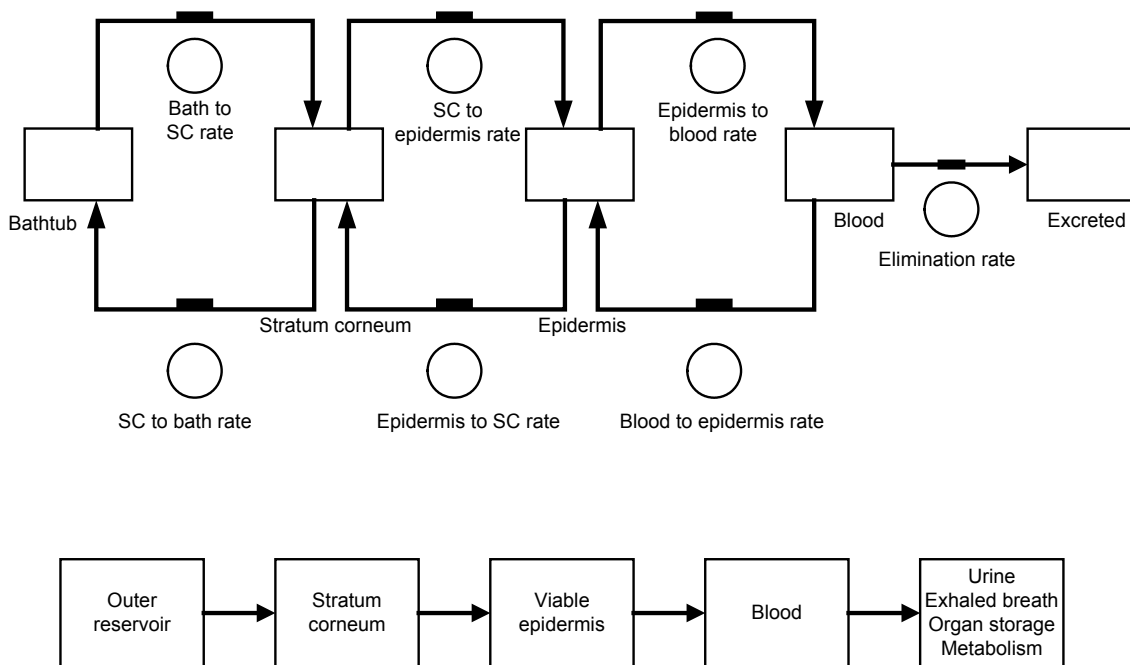 Bath to
SC rate
SC to
epidermis rate
Epidermis to
blood rate
Bathtub
Blood
Excreted
Elimination rate
Stratum corneum
Epidermis
SC to bath rate
Epidermis to SC rate
Blood to epidermis rate
Outer
reservoir
Stratum
corneum
Viable
epidermis
Blood
Urine
Exhaled breath
Organ storage
Metabolism